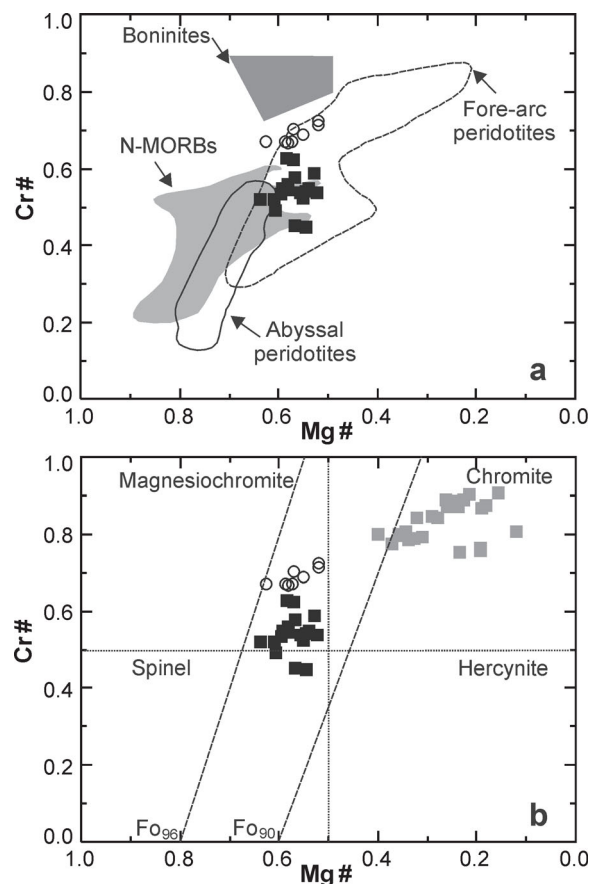 1.0
Boninites
0.8
Fore-arc
peridotites
N-MORBs
0.6
Cr#
0.4
0.2
Abyssal
peridotites
a
0.0
1.0 0.8 0.6 0.4 0.2 0.0
Mg#
1.0
Magnesiochromite Chromite
0.8
0.6
Cr#
Spinel Hercynite
0.4
0.2
Fo96 Fo90
b
0.0
1.0 0.8 0.6 0.4 0.2 0.0
Mg#